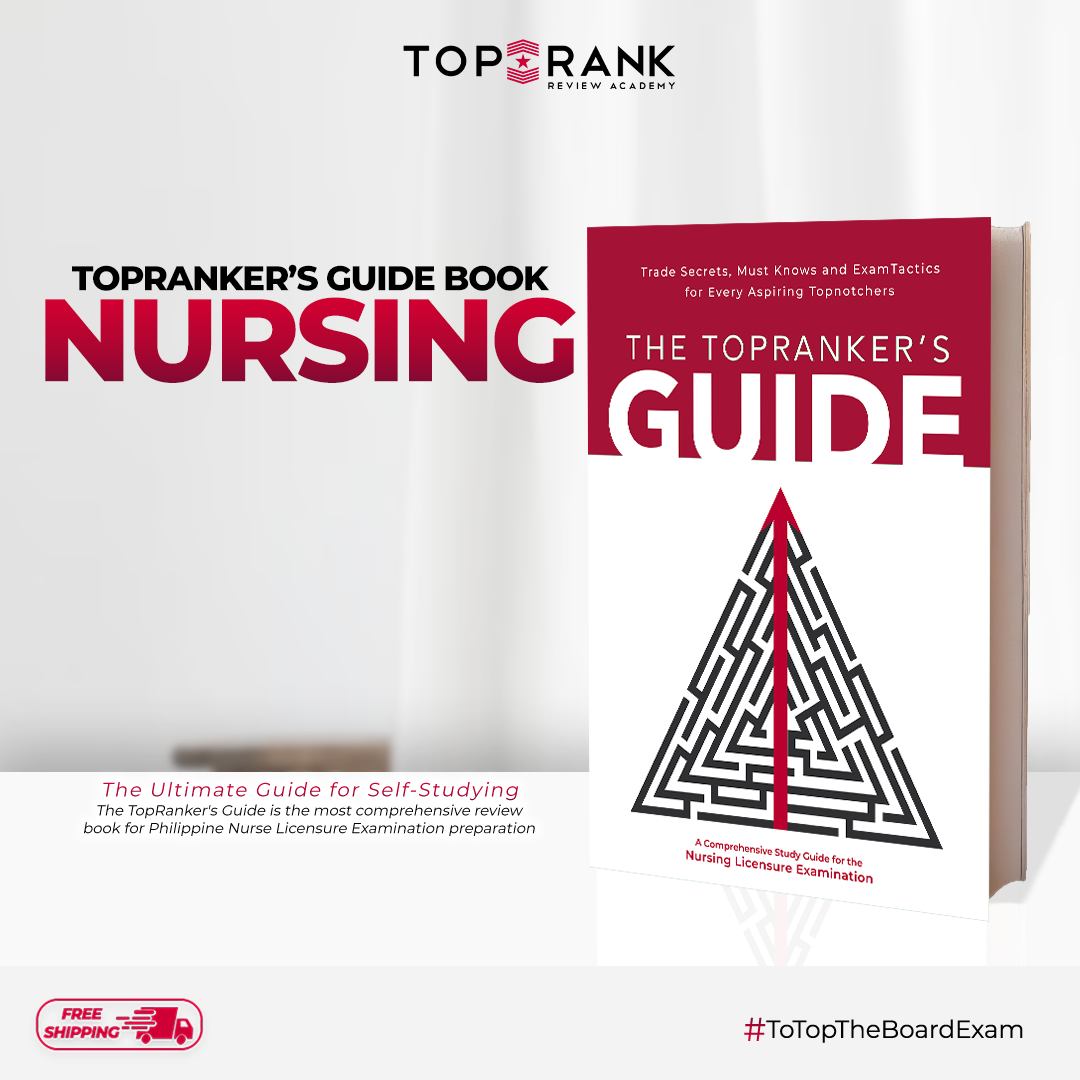 TOP RANK
REVIEW ACADEMY
TOPRANKER'S GUIDE BOOK
NURSING
Trade Secrets, Must Knows and ExamTactics
for Every Aspiring Topnotchers
THE TOPRANKER'S
GUIDE
A Comprehensive Study Guide for the
Nursing Licensure Examination
The Ultimate Guide for Self-Studying
The TopRanker's Guide is the most comprehensive review
book for Philippine Nurse Licensure Examination preparation
FREE
SHIPPING
#ToTopTheBoardExam